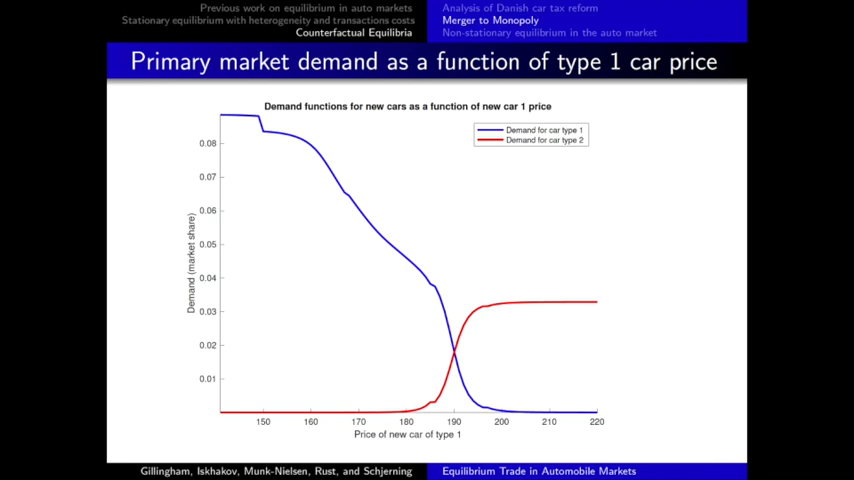 Previous work on equilibrium in auto markets
Stationary equilibrium with heterogeneity and transactions costs
Counterfactual Equilibria
Analysis of Danish car tax reform
Merger to Monopoly
Non-stationary equilibrium in the auto market
Primary market demand as a function of type 1 car price
Demand functions for new cars as a function of new car 1 price
Demand for car type 1
Demand for car type 2
Demand (market share)
0.08
0.07
0.06
0.05
0.04
0.03
0.02
0.01
150 160 170 180 190 200 210 220
Price of new car of type 1
Gillingham, Iskhakov, Munk-Nielsen, Rust, and Schjerning
Equilibrium Trade in Automobile Markets